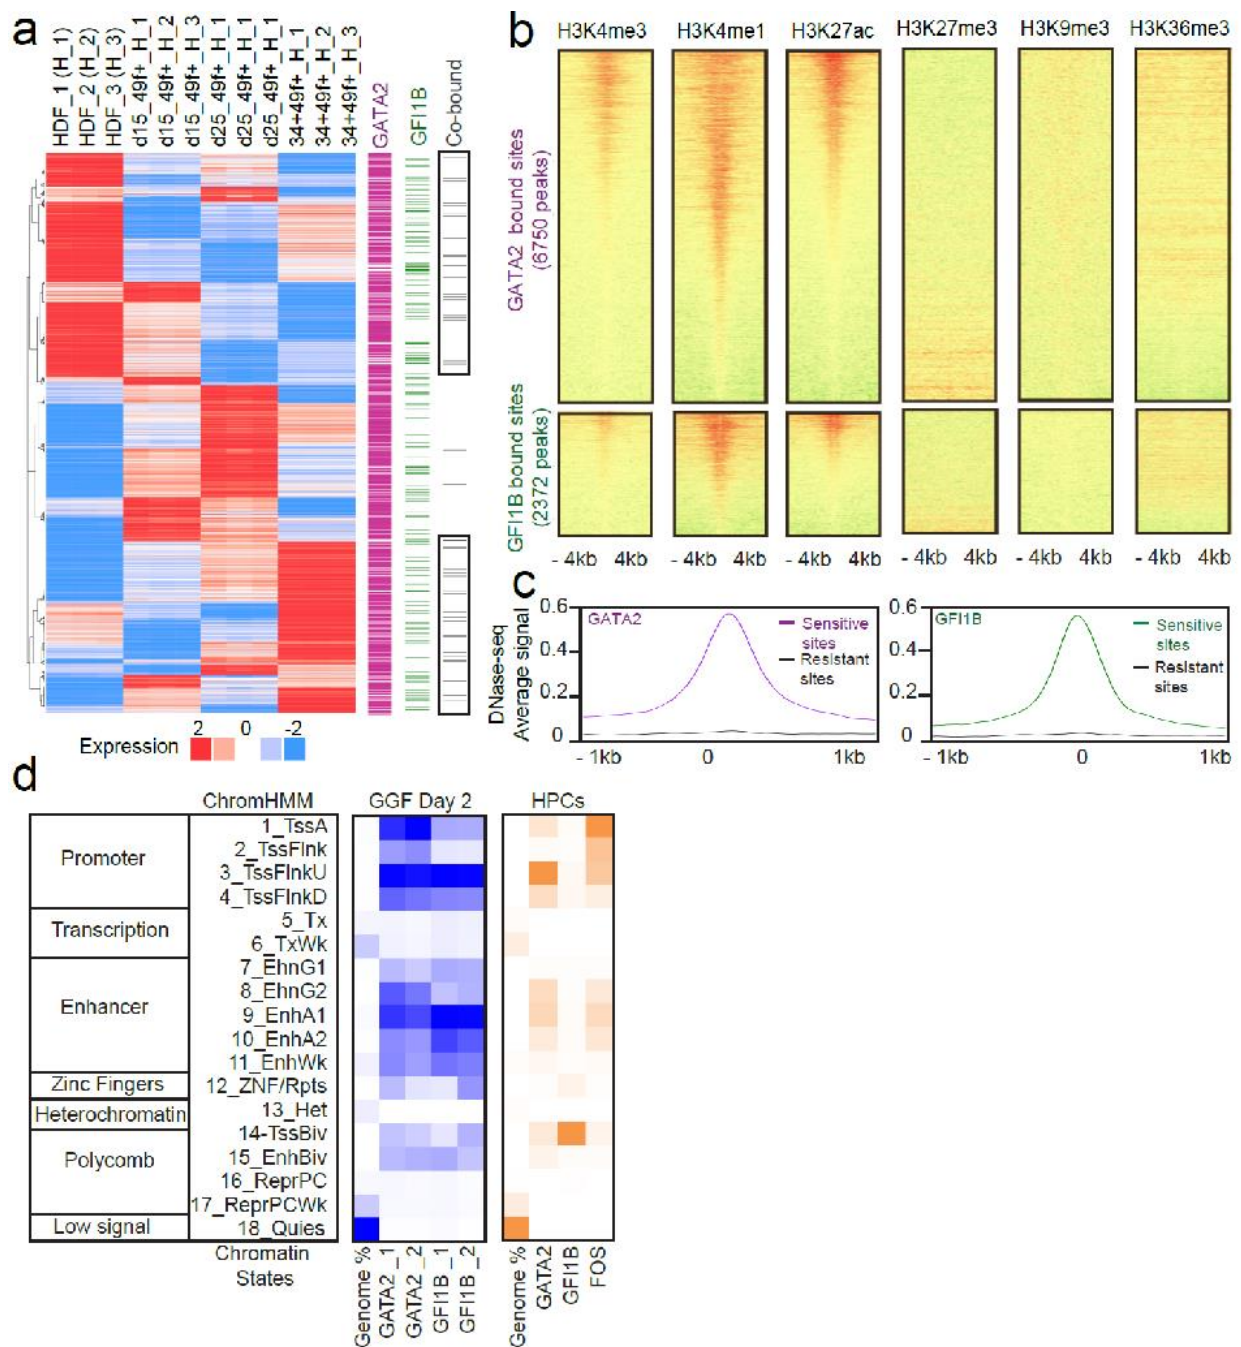 a
HDF_1 (H_1)
HDF_2 (H_2)
HDF_3 (H_3)
d15_49f+_H_1
d15_49f+_H_2
d15_49f+_H_3
d25_49f+_H_1
d25_49f+_H_1
d25_49f+_H_1
34+49f+_H_1
34+49f+_H_2
34+49f+_H_3
GATA2
GFI1B
Co-bound
Expression
2
0
-2
b
H3K4me3
H3K4me1
H3K27ac
H3K27me3
H3K9me3
H3K36me3
GATA2 bound sites
(6750 peaks)
GFI1B bound sites
(2372 peaks)
- 4kb 4kb
- 4kb 4kb
- 4kb 4kb
- 4kb 4kb
- 4kb 4kb
- 4kb 4kb
c
DNase-seq
Average signal
0.6
0.4
0.2
0
GATA2
Sensitive
sites
Resistant
sites
- 1kb 0 1kb
0.6
0.4
0.2
0
GFI1B
Sensitive
sites
Resistant
sites
- 1kb 0 1kb
d
ChromHMM
GGF Day 2
HPCs
Promoter
1_TssA
2_TssFlnk
3_TssFlnkU
4_TssFlnkD
Transcription
5_Tx
6_TxWk
Enhancer
7_EhnG1
8_EhnG2
9_EnhA1
10_EnhA2
11_EnhWk
Zinc Fingers
12_ZNF/Rpts
Heterochromatin
13_Het
Polycomb
14-TssBiv
15_EnhBiv
16_ReprPC
17_ReprPCWk
Low signal
18_Quies
Chromatin
States
Genome %
GATA2_1
GATA2_2
GFI1B_1
GFI1B_2
Genome %
GATA2
GFI1B
FOS